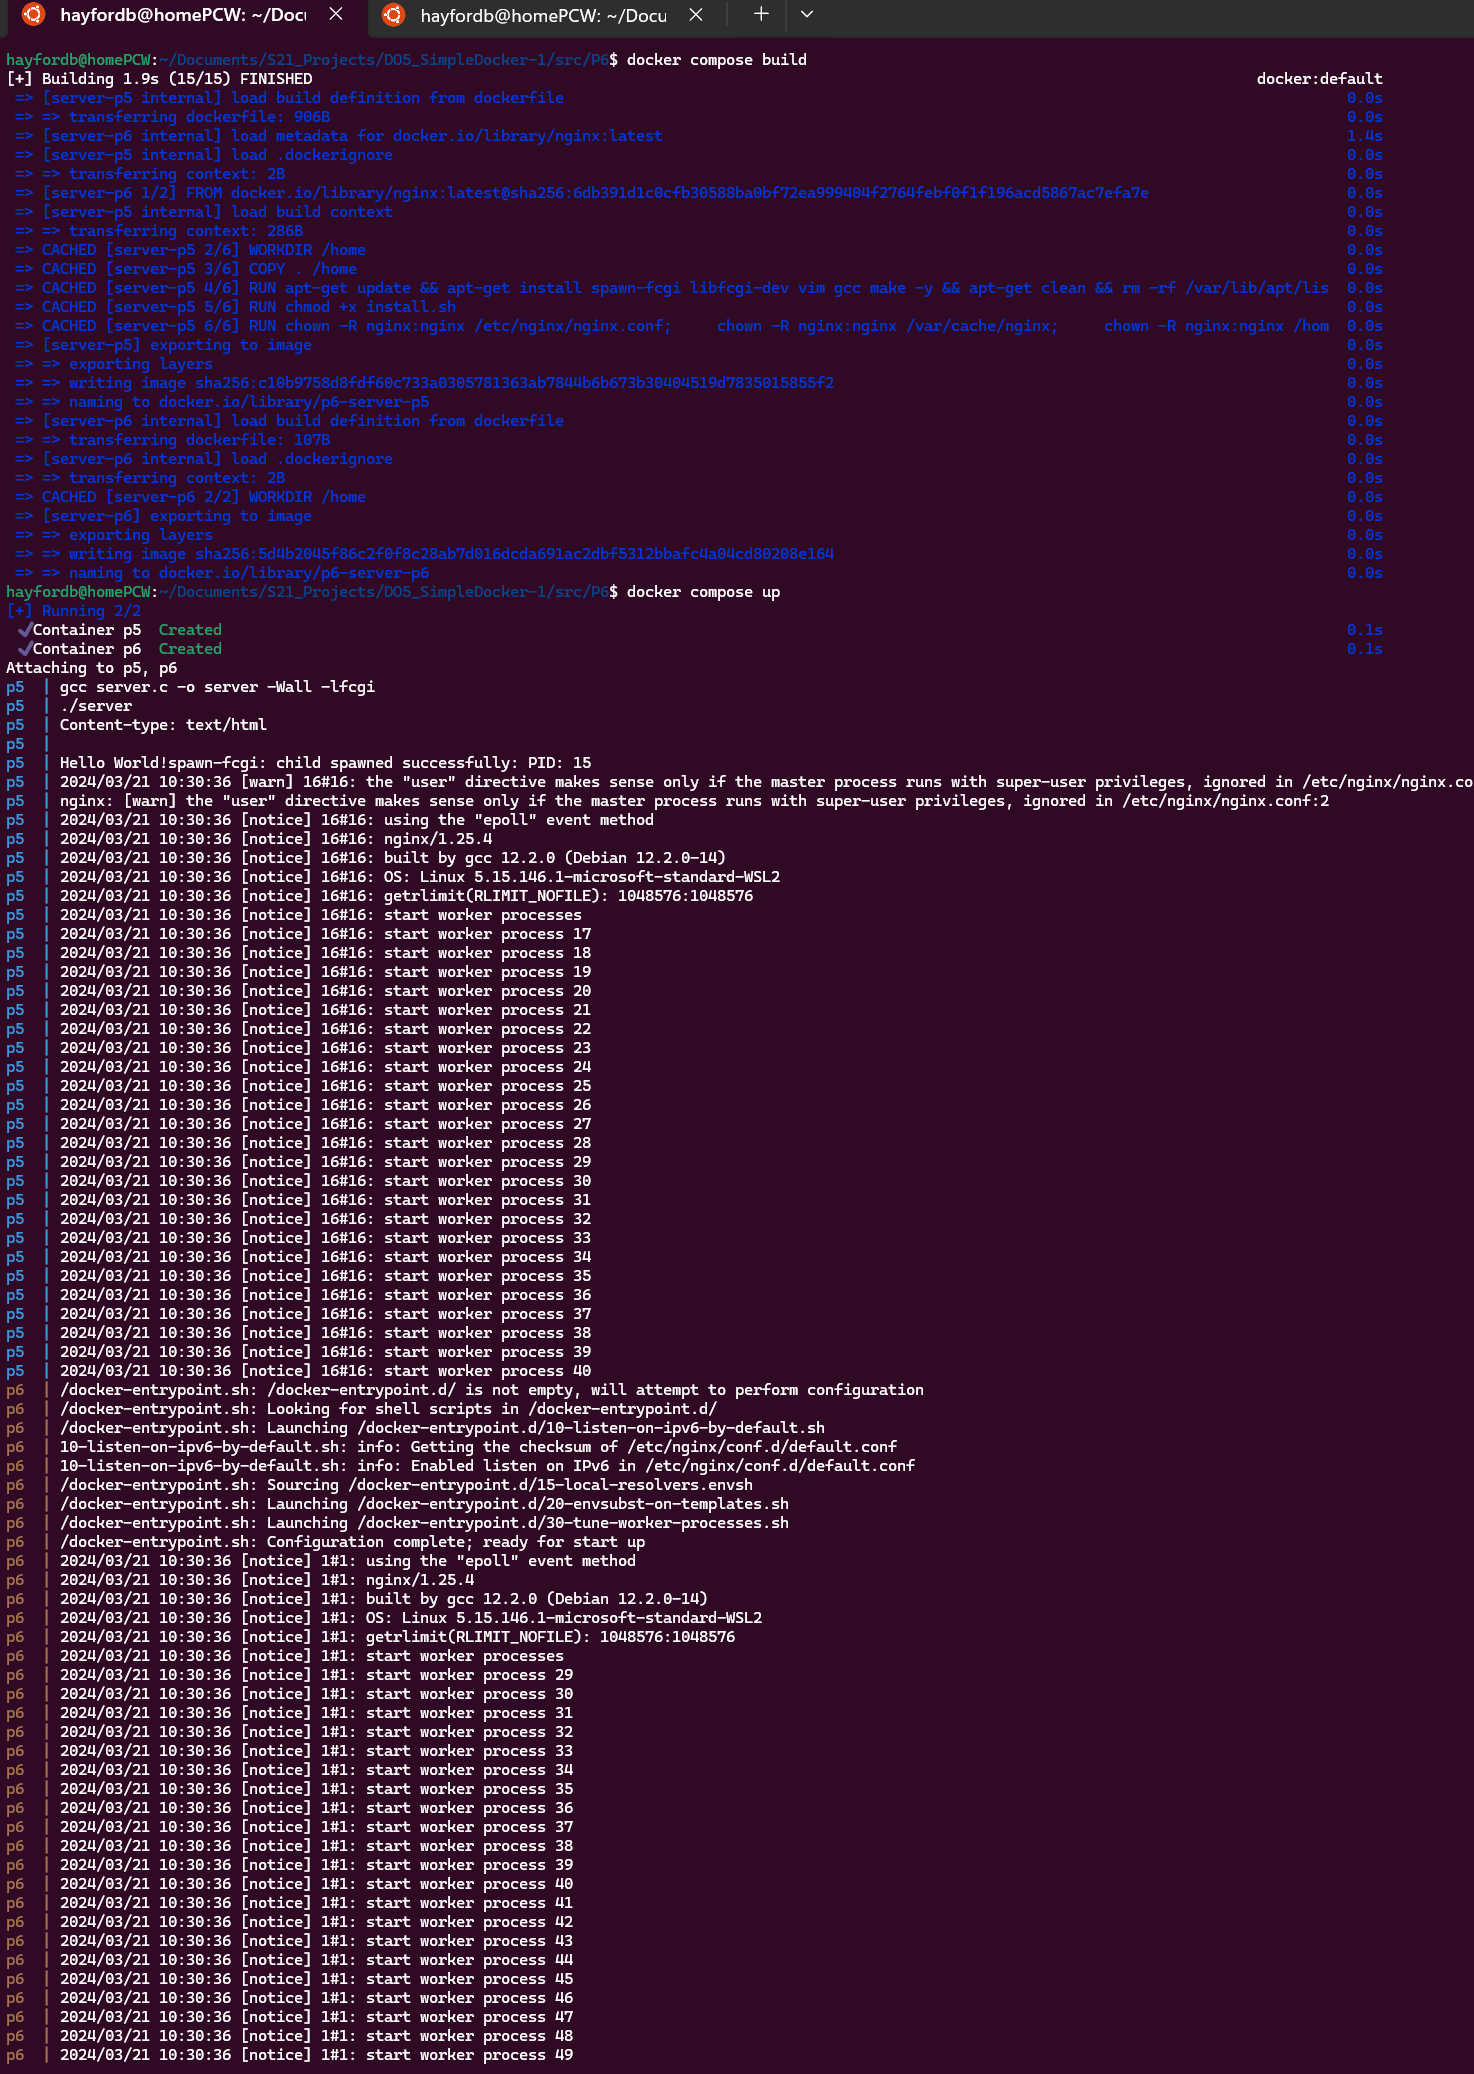 hayfordb@homePCW: ~/Docu
hayfordb@homePCW: ~/Docu
hayfordb@homePCW:~/Documents/S21_Projects/DO5_SimpleDocker-1/src/P6$ docker compose build
[+] Building 1.9s (15/15) FINISHED docker:default
=> [server-p5 internal] load build definition from dockerfile 0.0s
=> => transferring dockerfile: 906B 0.0s
=> [server-p6 internal] load metadata for docker.io/library/nginx:latest 1.4s
=> [server-p5 internal] load .dockerignore 0.0s
=> => transferring context: 2B 0.0s
=> [server-p6 1/2] FROM docker.io/library/nginx:latest@sha256:6db391d1c0cfb30588ba0bf72ea999404f2764febf0f1f196acd5867ac7efa7e 0.0s
=> [server-p5 internal] load build context 0.0s
=> => transferring context: 286B 0.0s
=> CACHED [server-p5 2/6] WORKDIR /home 0.0s
=> CACHED [server-p5 3/6] COPY . /home 0.0s
=> CACHED [server-p5 4/6] RUN apt-get update && apt-get install spawn-fcgi libfcgi-dev vim gcc make -y && apt-get clean && rm -rf /var/lib/apt/lis 0.0s
=> CACHED [server-p5 5/6] RUN chmod +x install.sh 0.0s
=> CACHED [server-p5 6/6] RUN chown -R nginx:nginx /etc/nginx/nginx.conf;     chown -R nginx:nginx /var/cache/nginx;     chown -R nginx:nginx /hom 0.0s
=> [server-p5] exporting to image 0.0s
=> => exporting layers 0.0s
=> => writing image sha256:c10b9758d8fdf60c733a0305781363ab7844b6b673b30404519d7835015855f2 0.0s
=> => naming to docker.io/library/p6-server-p5 0.0s
=> [server-p6 internal] load build definition from dockerfile 0.0s
=> => transferring dockerfile: 107B 0.0s
=> [server-p6 internal] load .dockerignore 0.0s
=> => transferring context: 2B 0.0s
=> CACHED [server-p6 2/2] WORKDIR /home 0.0s
=> [server-p6] exporting to image 0.0s
=> => exporting layers 0.0s
=> => writing image sha256:5d4b2045f86c2f0f8c28ab7d016dcda691ac2dbf5312bbafc4a04cd80208e164 0.0s
=> => naming to docker.io/library/p6-server-p6 0.0s
hayfordb@homePCW:~/Documents/S21_Projects/DO5_SimpleDocker-1/src/P6$ docker compose up
[+] Running 2/2
✔Container p5  Created 0.1s
✔Container p6  Created 0.1s
Attaching to p5, p6
p5  | gcc server.c -o server -Wall -lfcgi
p5  | ./server
p5  | Content-type: text/html
p5  |
p5  | Hello World!spawn-fcgi: child spawned successfully: PID: 15
p5  | 2024/03/21 10:30:36 [warn] 16#16: the "user" directive makes sense only if the master process runs with super-user privileges, ignored in /etc/nginx/nginx.co
p5  | nginx: [warn] the "user" directive makes sense only if the master process runs with super-user privileges, ignored in /etc/nginx/nginx.conf:2
p5  | 2024/03/21 10:30:36 [notice] 16#16: using the "epoll" event method
p5  | 2024/03/21 10:30:36 [notice] 16#16: nginx/1.25.4
p5  | 2024/03/21 10:30:36 [notice] 16#16: built by gcc 12.2.0 (Debian 12.2.0-14)
p5  | 2024/03/21 10:30:36 [notice] 16#16: OS: Linux 5.15.146.1-microsoft-standard-WSL2
p5  | 2024/03/21 10:30:36 [notice] 16#16: getrlimit(RLIMIT_NOFILE): 1048576:1048576
p5  | 2024/03/21 10:30:36 [notice] 16#16: start worker processes
p5  | 2024/03/21 10:30:36 [notice] 16#16: start worker process 17
p5  | 2024/03/21 10:30:36 [notice] 16#16: start worker process 18
p5  | 2024/03/21 10:30:36 [notice] 16#16: start worker process 19
p5  | 2024/03/21 10:30:36 [notice] 16#16: start worker process 20
p5  | 2024/03/21 10:30:36 [notice] 16#16: start worker process 21
p5  | 2024/03/21 10:30:36 [notice] 16#16: start worker process 22
p5  | 2024/03/21 10:30:36 [notice] 16#16: start worker process 23
p5  | 2024/03/21 10:30:36 [notice] 16#16: start worker process 24
p5  | 2024/03/21 10:30:36 [notice] 16#16: start worker process 25
p5  | 2024/03/21 10:30:36 [notice] 16#16: start worker process 26
p5  | 2024/03/21 10:30:36 [notice] 16#16: start worker process 27
p5  | 2024/03/21 10:30:36 [notice] 16#16: start worker process 28
p5  | 2024/03/21 10:30:36 [notice] 16#16: start worker process 29
p5  | 2024/03/21 10:30:36 [notice] 16#16: start worker process 30
p5  | 2024/03/21 10:30:36 [notice] 16#16: start worker process 31
p5  | 2024/03/21 10:30:36 [notice] 16#16: start worker process 32
p5  | 2024/03/21 10:30:36 [notice] 16#16: start worker process 33
p5  | 2024/03/21 10:30:36 [notice] 16#16: start worker process 34
p5  | 2024/03/21 10:30:36 [notice] 16#16: start worker process 35
p5  | 2024/03/21 10:30:36 [notice] 16#16: start worker process 36
p5  | 2024/03/21 10:30:36 [notice] 16#16: start worker process 37
p5  | 2024/03/21 10:30:36 [notice] 16#16: start worker process 38
p5  | 2024/03/21 10:30:36 [notice] 16#16: start worker process 39
p5  | 2024/03/21 10:30:36 [notice] 16#16: start worker process 40
p6  | /docker-entrypoint.sh: /docker-entrypoint.d/ is not empty, will attempt to perform configuration
p6  | /docker-entrypoint.sh: Looking for shell scripts in /docker-entrypoint.d/
p6  | /docker-entrypoint.sh: Launching /docker-entrypoint.d/10-listen-on-ipv6-by-default.sh
p6  | 10-listen-on-ipv6-by-default.sh: info: Getting the checksum of /etc/nginx/conf.d/default.conf
p6  | 10-listen-on-ipv6-by-default.sh: info: Enabled listen on IPv6 in /etc/nginx/conf.d/default.conf
p6  | /docker-entrypoint.sh: Sourcing /docker-entrypoint.d/15-local-resolvers.envsh
p6  | /docker-entrypoint.sh: Launching /docker-entrypoint.d/20-envsubst-on-templates.sh
p6  | /docker-entrypoint.sh: Launching /docker-entrypoint.d/30-tune-worker-processes.sh
p6  | /docker-entrypoint.sh: Configuration complete; ready for start up
p6  | 2024/03/21 10:30:36 [notice] 1#1: using the "epoll" event method
p6  | 2024/03/21 10:30:36 [notice] 1#1: nginx/1.25.4
p6  | 2024/03/21 10:30:36 [notice] 1#1: built by gcc 12.2.0 (Debian 12.2.0-14)
p6  | 2024/03/21 10:30:36 [notice] 1#1: OS: Linux 5.15.146.1-microsoft-standard-WSL2
p6  | 2024/03/21 10:30:36 [notice] 1#1: getrlimit(RLIMIT_NOFILE): 1048576:1048576
p6  | 2024/03/21 10:30:36 [notice] 1#1: start worker processes
p6  | 2024/03/21 10:30:36 [notice] 1#1: start worker process 29
p6  | 2024/03/21 10:30:36 [notice] 1#1: start worker process 30
p6  | 2024/03/21 10:30:36 [notice] 1#1: start worker process 31
p6  | 2024/03/21 10:30:36 [notice] 1#1: start worker process 32
p6  | 2024/03/21 10:30:36 [notice] 1#1: start worker process 33
p6  | 2024/03/21 10:30:36 [notice] 1#1: start worker process 34
p6  | 2024/03/21 10:30:36 [notice] 1#1: start worker process 35
p6  | 2024/03/21 10:30:36 [notice] 1#1: start worker process 36
p6  | 2024/03/21 10:30:36 [notice] 1#1: start worker process 37
p6  | 2024/03/21 10:30:36 [notice] 1#1: start worker process 38
p6  | 2024/03/21 10:30:36 [notice] 1#1: start worker process 39
p6  | 2024/03/21 10:30:36 [notice] 1#1: start worker process 40
p6  | 2024/03/21 10:30:36 [notice] 1#1: start worker process 41
p6  | 2024/03/21 10:30:36 [notice] 1#1: start worker process 42
p6  | 2024/03/21 10:30:36 [notice] 1#1: start worker process 43
p6  | 2024/03/21 10:30:36 [notice] 1#1: start worker process 44
p6  | 2024/03/21 10:30:36 [notice] 1#1: start worker process 45
p6  | 2024/03/21 10:30:36 [notice] 1#1: start worker process 46
p6  | 2024/03/21 10:30:36 [notice] 1#1: start worker process 47
p6  | 2024/03/21 10:30:36 [notice] 1#1: start worker process 48
p6  | 2024/03/21 10:30:36 [notice] 1#1: start worker process 49